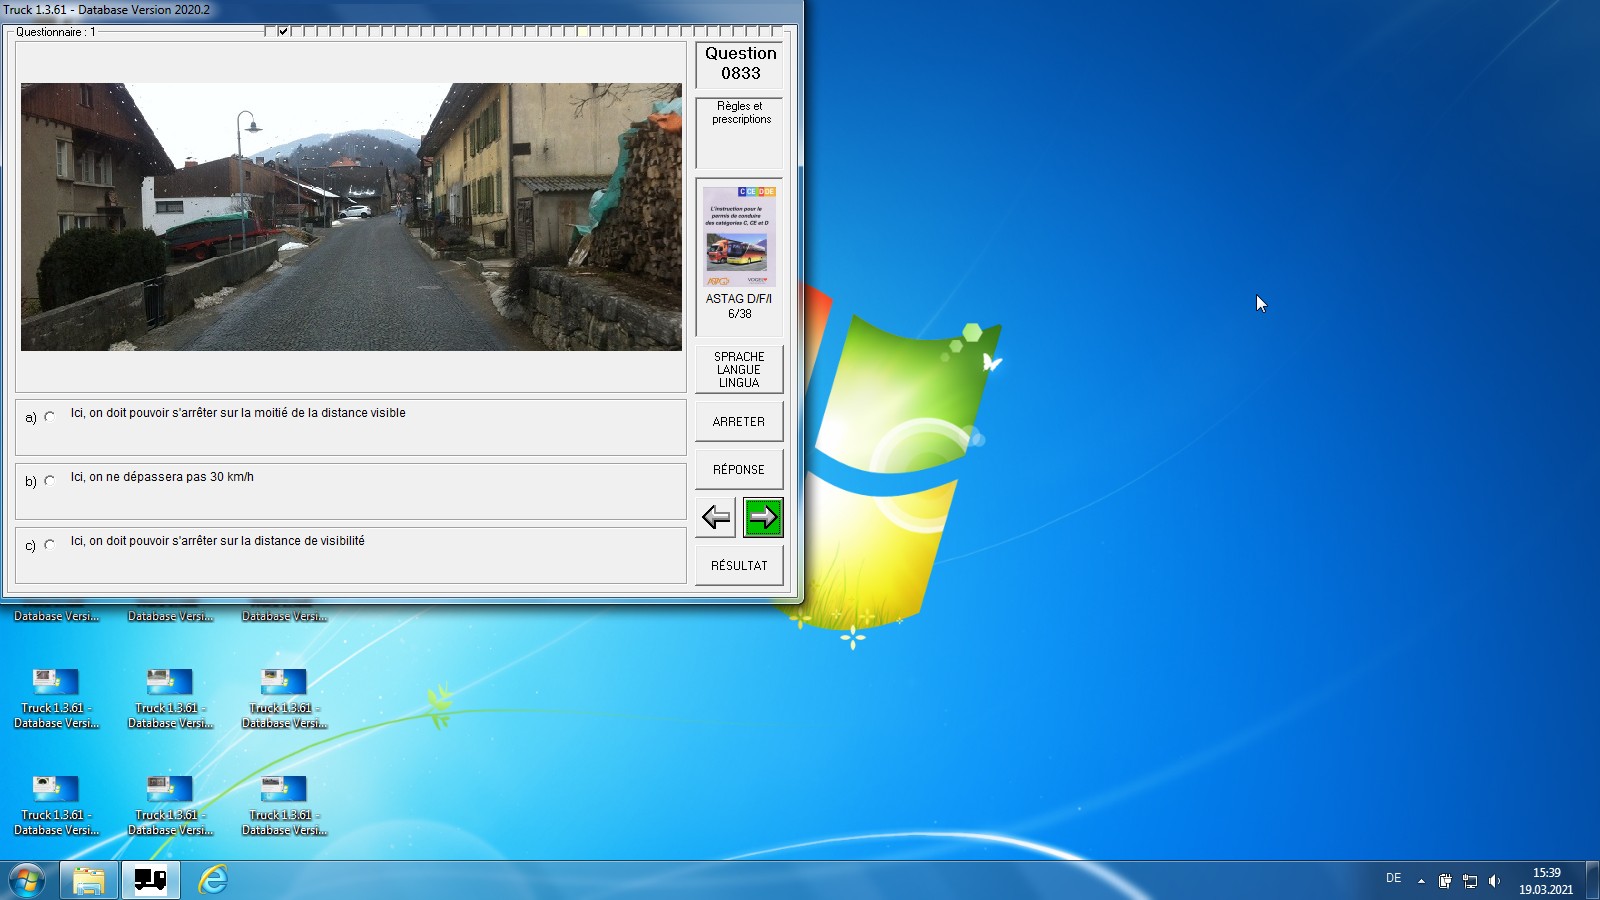 Truck 1.3.61 - Database Version 2020.2
Questionnaire : 1
Question
0833
Règles et
prescriptions
C CE D DE
L'instruction pour le
permis de conduire
des catégories C, CE et D
ASTAG D/F/I
6/38
SPRACHE
LANGUE
LINGUA
a) Ici, on doit pouvoir s'arrêter sur la moitié de la distance visible
ARRETER
b) Ici, on ne dépassera pas 30 km/h
RÉPONSE
c) Ici, on doit pouvoir s'arrêter sur la distance de visibilité
RÉSULTAT
Database Versi...
Database Versi...
Database Versi...
Truck 1.3.61 -
Database Versi...
Truck 1.3.61 -
Database Versi...
Truck 1.3.61 -
Database Versi...
Truck 1.3.61 -
Database Versi...
Truck 1.3.61 -
Database Versi...
Truck 1.3.61 -
Database Versi...
DE
15:39
19.03.2021